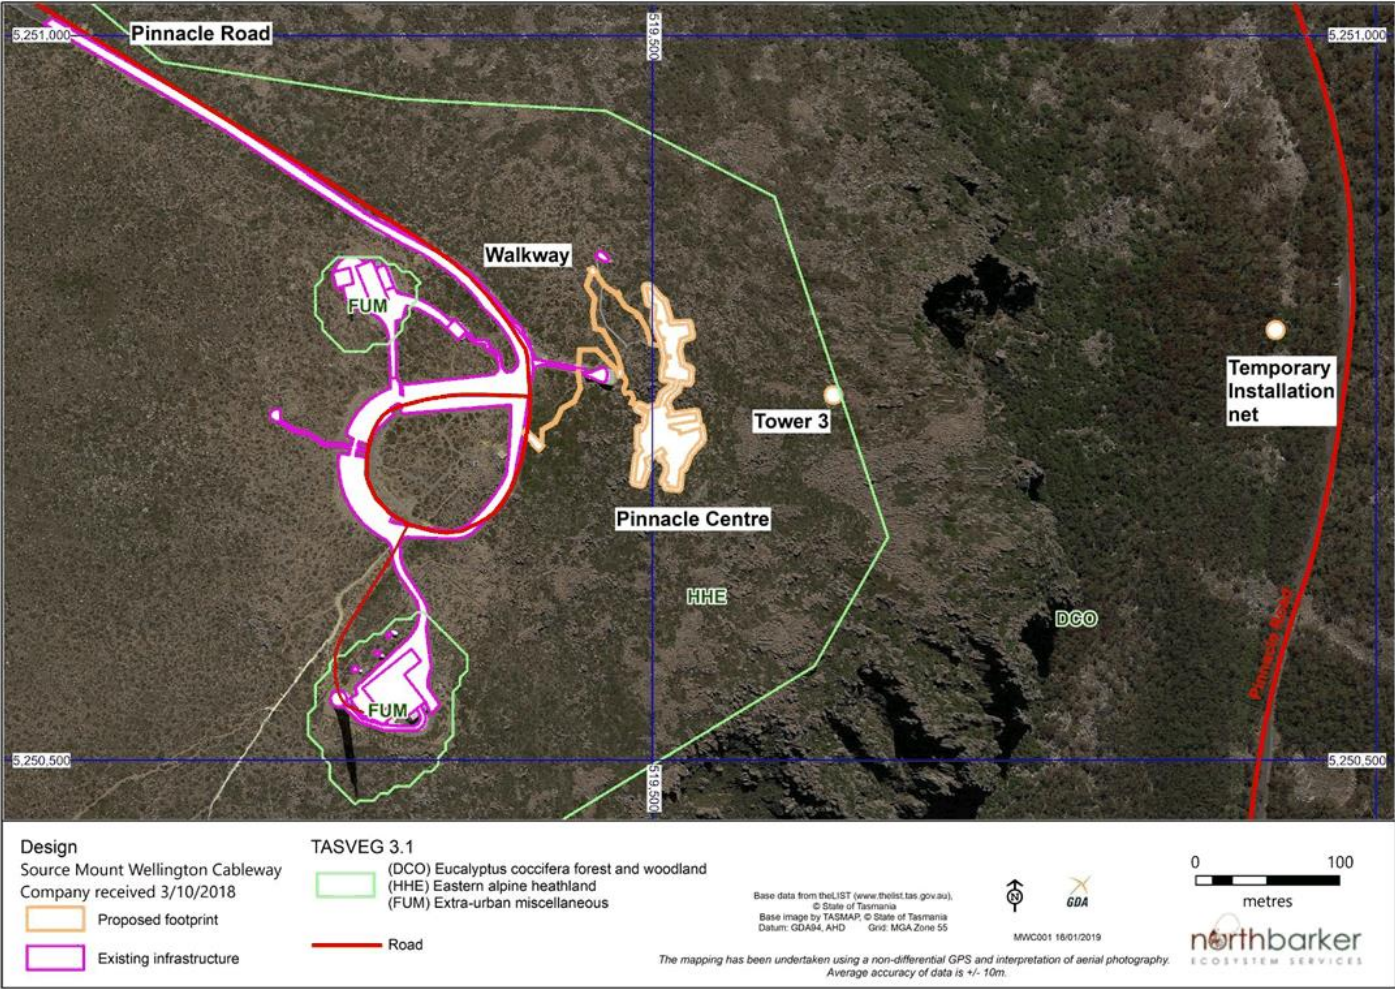 Pinnacle Road
5,251,000
519,500
5,251,000
Walkway
FUM
Temporary
Installation
net
Tower 3
Pinnacle Centre
HHE
DCO
Pinnacle Road
FUM
5,250,500
519,500
5,250,500
Design
Source Mount Wellington Cableway
Company received 3/10/2018
Proposed footprint
Existing infrastructure
TASVEG 3.1
(DCO) Eucalyptus coccifera forest and woodland
(HHE) Eastern alpine heathland
(FUM) Extra-urban miscellaneous
Road
Base data from theLIST (www.thelist.tas.gov.au),
© State of Tasmania
Base image by TASMAP, © State of Tasmania
Datum: GDA94, AHD Grid: MGA Zone 55
N
GDA
MWC001 16/01/2019
The mapping has been undertaken using a non-differential GPS and interpretation of aerial photography.
Average accuracy of data is +/- 10m.
0 100
metres
northbarker
ECOSYSTEM SERVICES